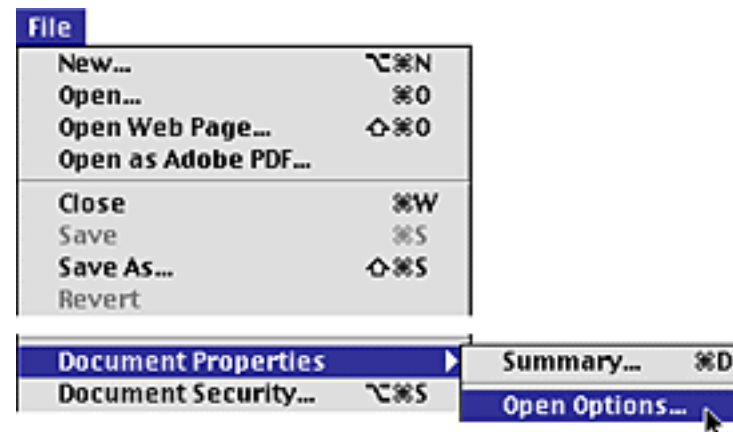 File
New... ⌥⌘N
Open... ⌘O
Open Web Page... ⇧⌘O
Open as Adobe PDF...
Close ⌘W
Save ⌘S
Save As... ⇧⌘S
Revert
Document Properties ▶ Summary... ⌘D
Document Security... ⌥⌘S Open Options...